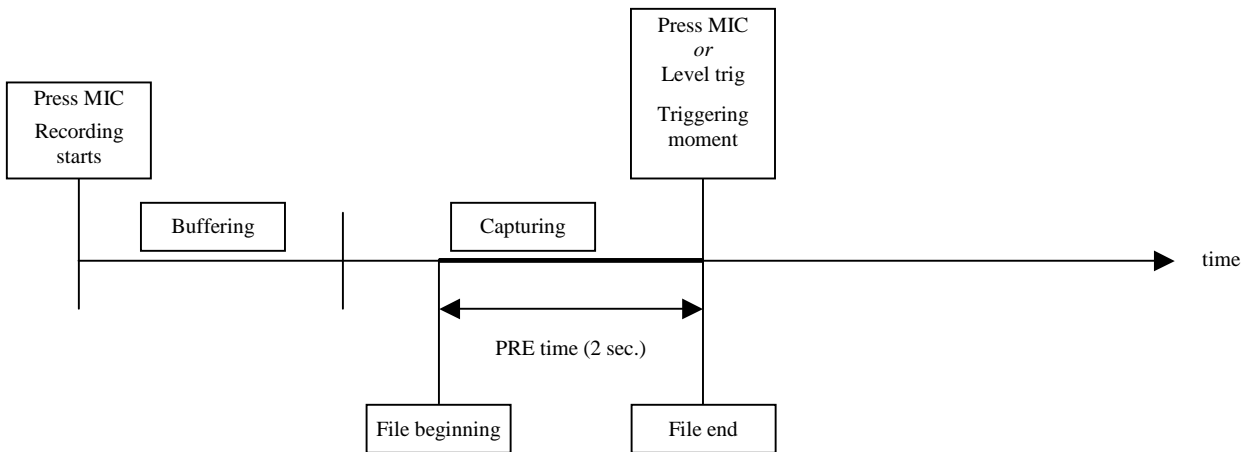 Press MIC
or
Level trig
Triggering
moment
Press MIC
Recording
starts
Buffering
Capturing
time
PRE time (2 sec.)
File beginning
File end